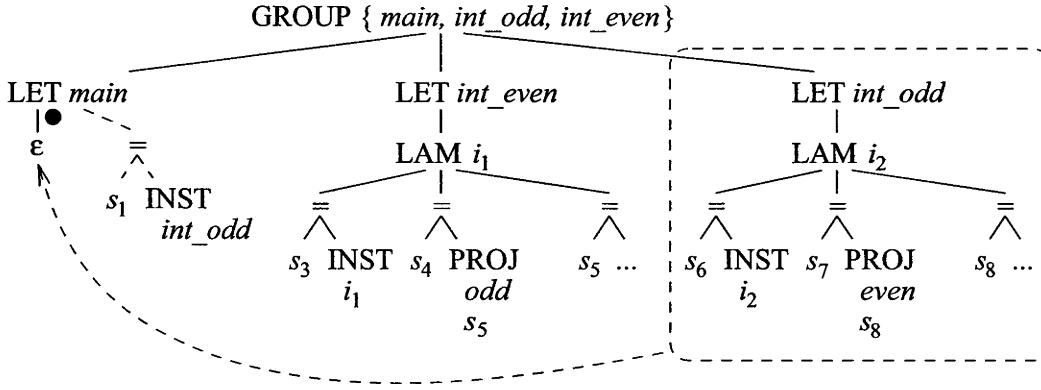 GROUP { main, int_odd, int_even}
LET main LET int_even LET int_odd
ε = LAM i1 LAM i2
s1 INST = = = = = =
int_odd s3 INST s4 PROJ s5 ... s6 INST s7 PROJ s8 ...
i1 odd i2 even
s5 s8